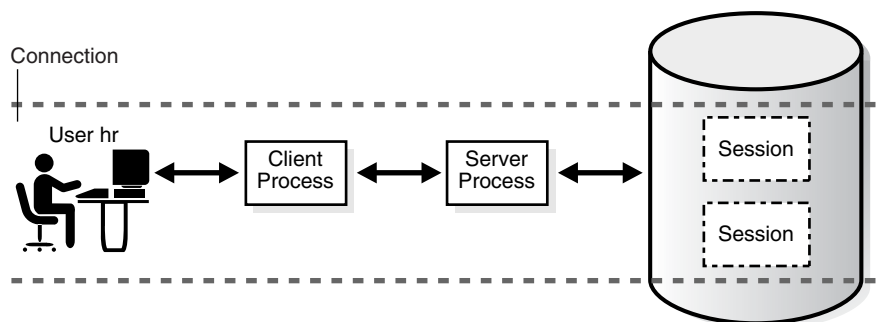 Connection
User hr
Client
Process
Server
Process
Session
Session